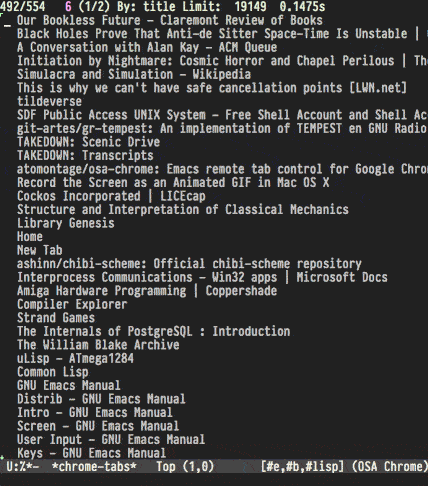 492/554   6 (1/2) By: title Limit:  19149  0.1475s
Our Bookless Future – Claremont Review of Books
Black Holes Prove That Anti-de Sitter Space-Time Is Unstable | 
A Conversation with Alan Kay – ACM Queue
Initiation by Nightmare: Cosmic Horror and Chapel Perilous | The
Simulacra and Simulation – Wikipedia
This is why we can't have safe cancellation points [LWN.net]
tildeverse
SDF Public Access UNIX System – Free Shell Account and Shell Acc
git-artes/gr-tempest: An implementation of TEMPEST en GNU Radio
TAKEDOWN: Scenic Drive
TAKEDOWN: Transcripts
atomontage/osa-chrome: Emacs remote tab control for Google Chro
Record the Screen as an Animated GIF in Mac OS X
Cockos Incorporated | LICEcap
Structure and Interpretation of Classical Mechanics
Library Genesis
Home
New Tab
ashinn/chibi-scheme: Official chibi-scheme repository
Interprocess Communications – Win32 apps | Microsoft Docs
Amiga Hardware Programming | Coppershade
Compiler Explorer
Strand Games
The Internals of PostgreSQL : Introduction
The William Blake Archive
uLisp – ATmega1284
Common Lisp
GNU Emacs Manual
Distrib – GNU Emacs Manual
Intro – GNU Emacs Manual
Screen – GNU Emacs Manual
User Input – GNU Emacs Manual
Keys – GNU Emacs Manual
U:%*–  *chrome-tabs*   Top (1,0)      [#e,#b,#lisp] (OSA Chrome)